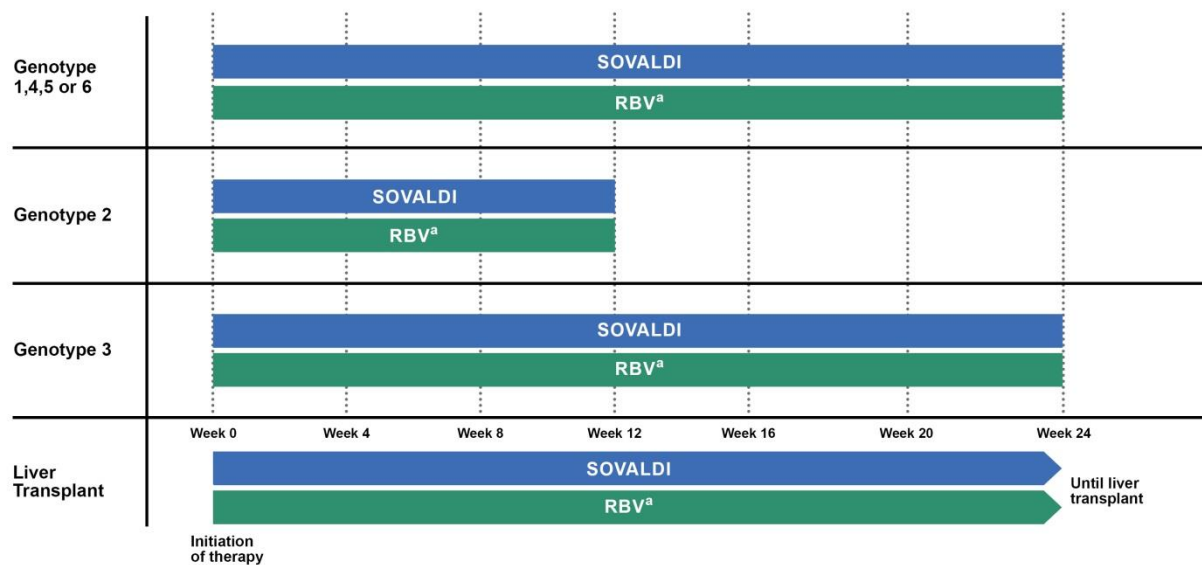 Genotype
1,4,5 or 6
SOVALDI
RBVa
Genotype 2
SOVALDI
RBVa
Genotype 3
SOVALDI
RBVa
Week 0 Week 4 Week 8 Week 12 Week 16 Week 20 Week 24
Liver
Transplant
SOVALDI
RBVa
Until liver
transplant
Initiation
of therapy